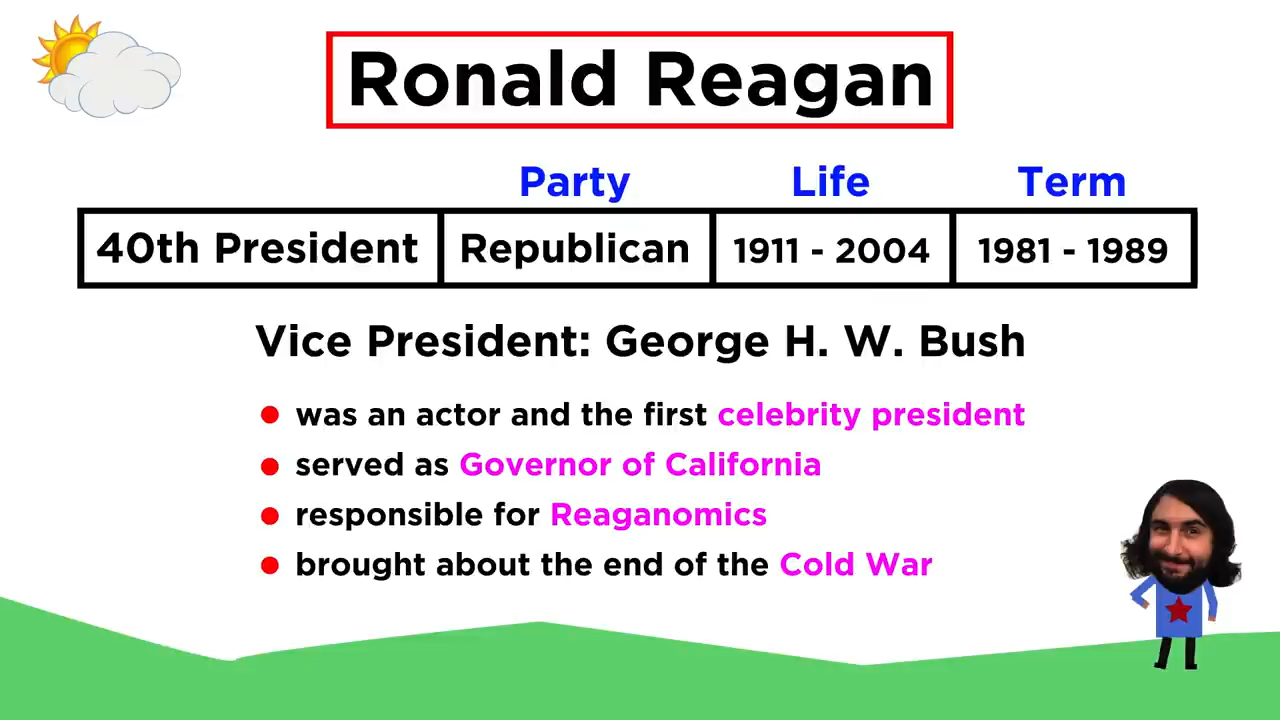 Ronald Reagan
Party Life Term
40th President Republican 1911 - 2004 1981 - 1989
Vice President: George H. W. Bush
was an actor and the first celebrity president
served as Governor of California
responsible for Reaganomics
brought about the end of the Cold War